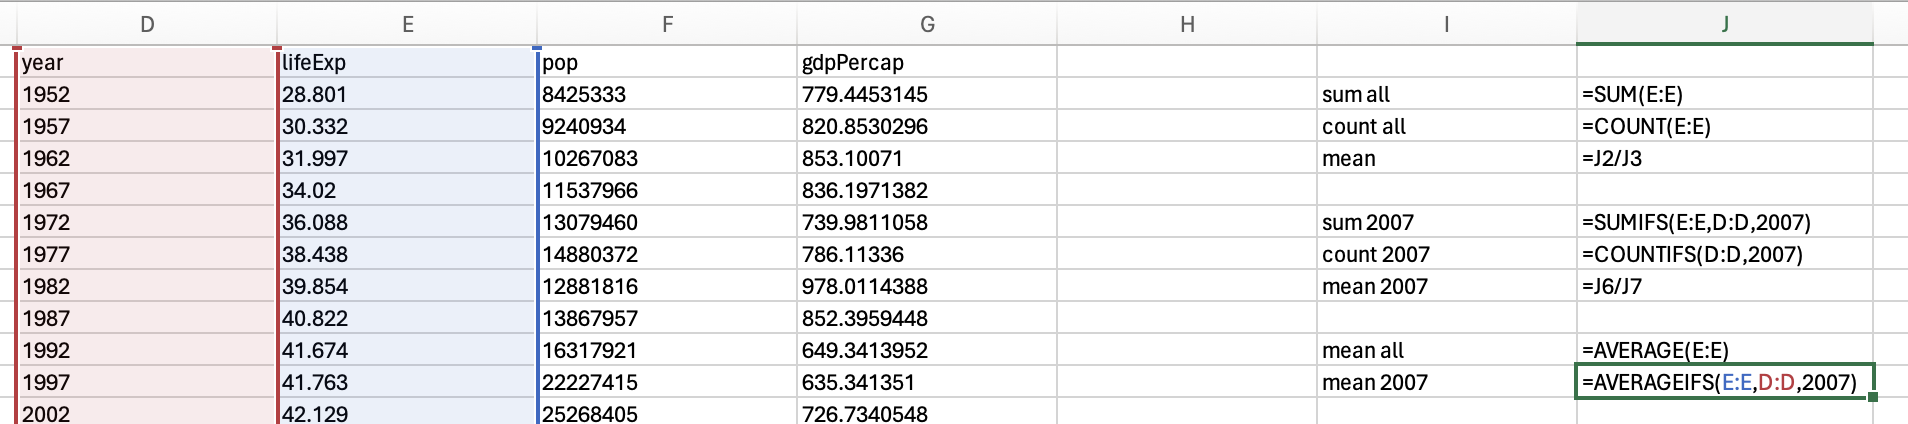 D E F G H I J
year lifeExp pop gdpPercap
1952 28.801 8425333 779.4453145 sum all =SUM(E:E)
1957 30.332 9240934 820.8530296 count all =COUNT(E:E)
1962 31.997 10267083 853.10071 mean =J2/J3
1967 34.02 11537966 836.1971382
1972 36.088 13079460 739.9811058 sum 2007 =SUMIFS(E:E,D:D,2007)
1977 38.438 14880372 786.11336 count 2007 =COUNTIFS(D:D,2007)
1982 39.854 12881816 978.0114388 mean 2007 =J6/J7
1987 40.822 13867957 852.3959448
1992 41.674 16317921 649.3413952 mean all =AVERAGE(E:E)
1997 41.763 22227415 635.341351 mean 2007 =AVERAGEIFS(E:E,D:D,2007)
2002 42.129 25268405 726.7340548